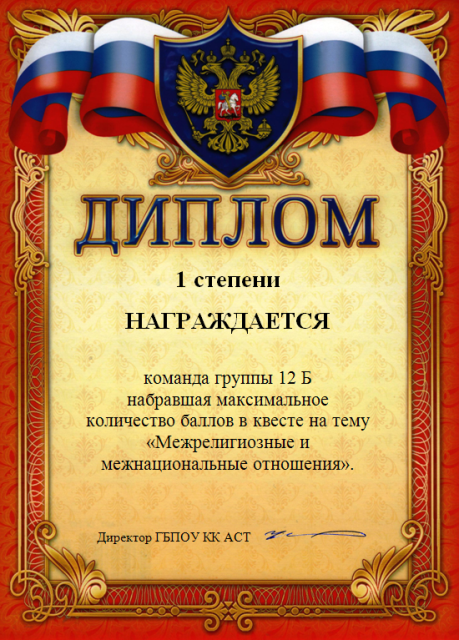 ДИПЛОМ
1 степени
НАГРАЖДАЕТСЯ
команда группы 12 Б
набравшая максимальное
количество баллов в квесте на тему
«Межрелигиозные и
межнациональные отношения».
Директор ГБПОУ КК АСТ